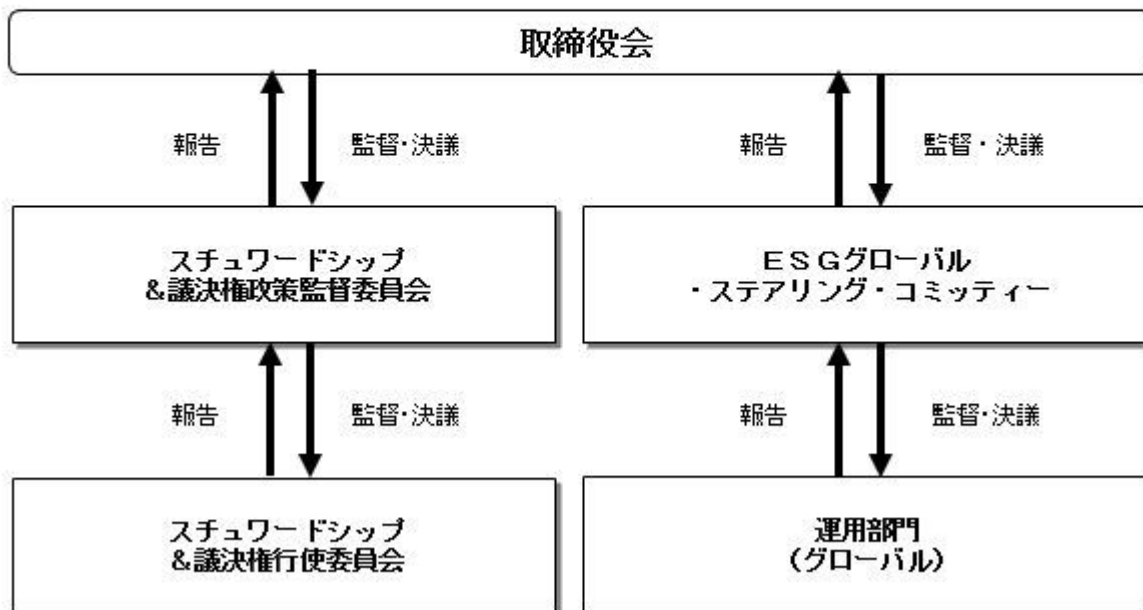 取締役会
報告 監督・決議 報告 監督・決議
スチュワードシップ
&議決権政策監督委員会
ESGグローバル
・ステアリング・コミッティー
報告 監督・決議 報告 監督・決議
スチュワードシップ
&議決権行使委員会
運用部門
(グローバル)